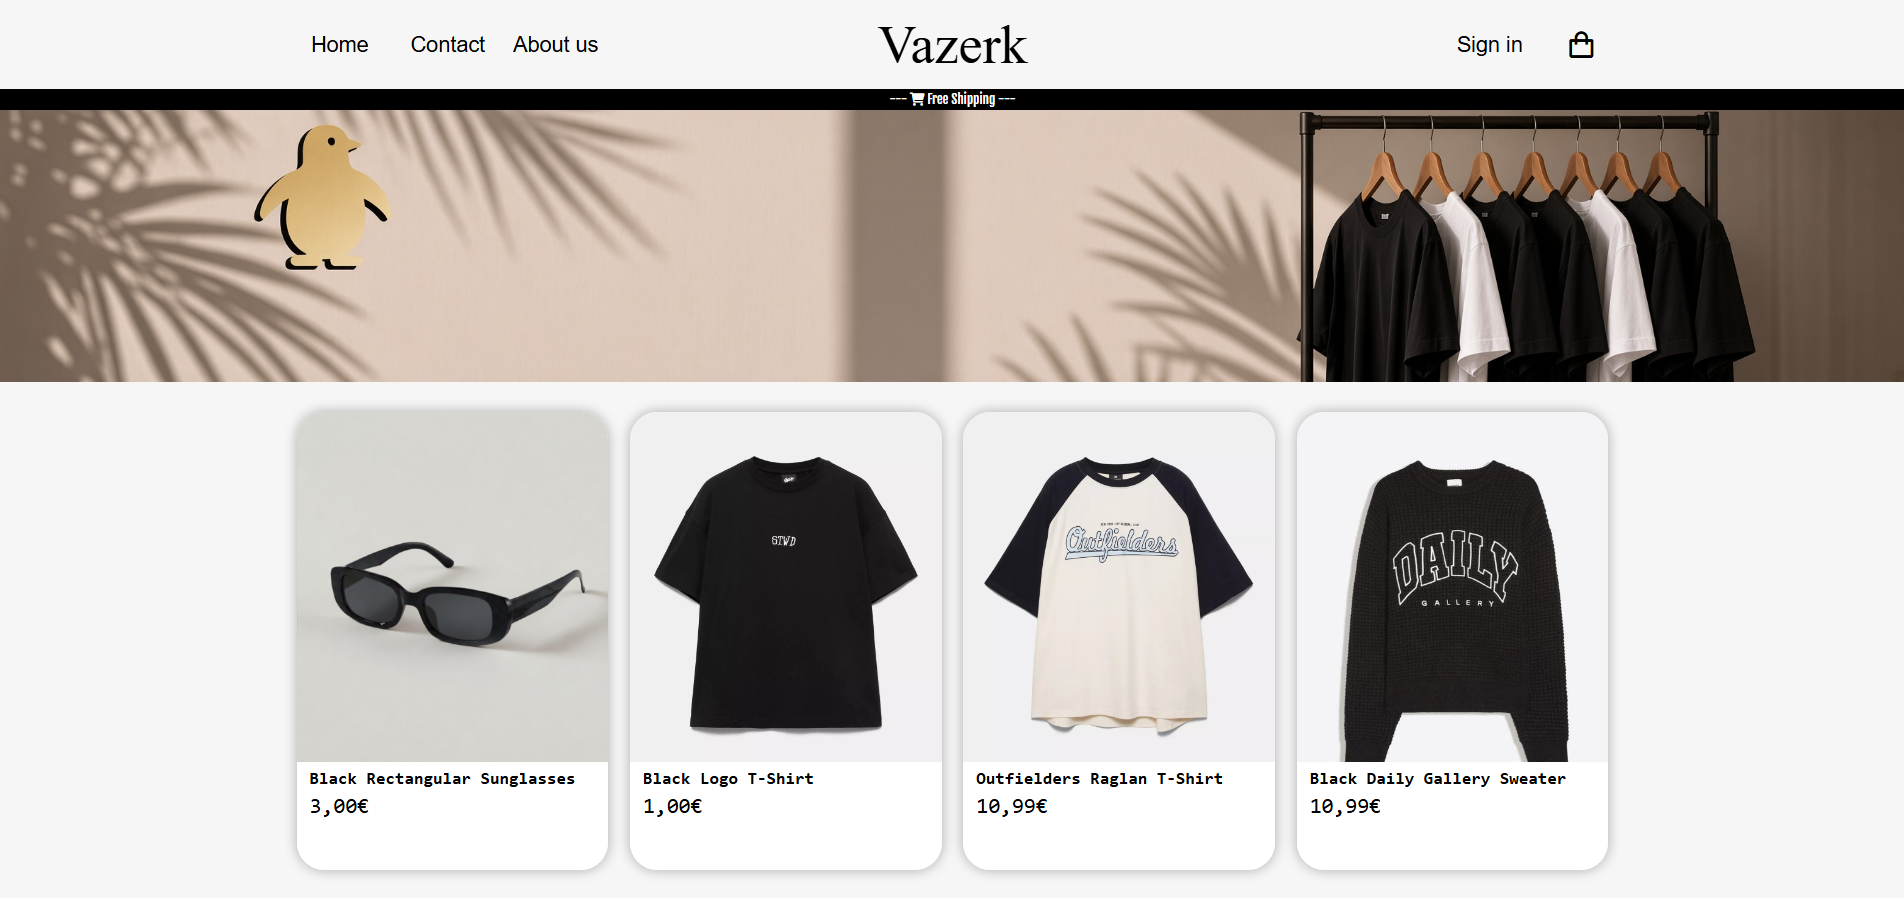 Home Contact About us Vazerk Sign in
--- Free Shipping ---
STWD
Outfielders
DAILY
GALLERY
Black Rectangular Sunglasses
3,00€
Black Logo T-Shirt
1,00€
Outfielders Raglan T-Shirt
10,99€
Black Daily Gallery Sweater
10,99€